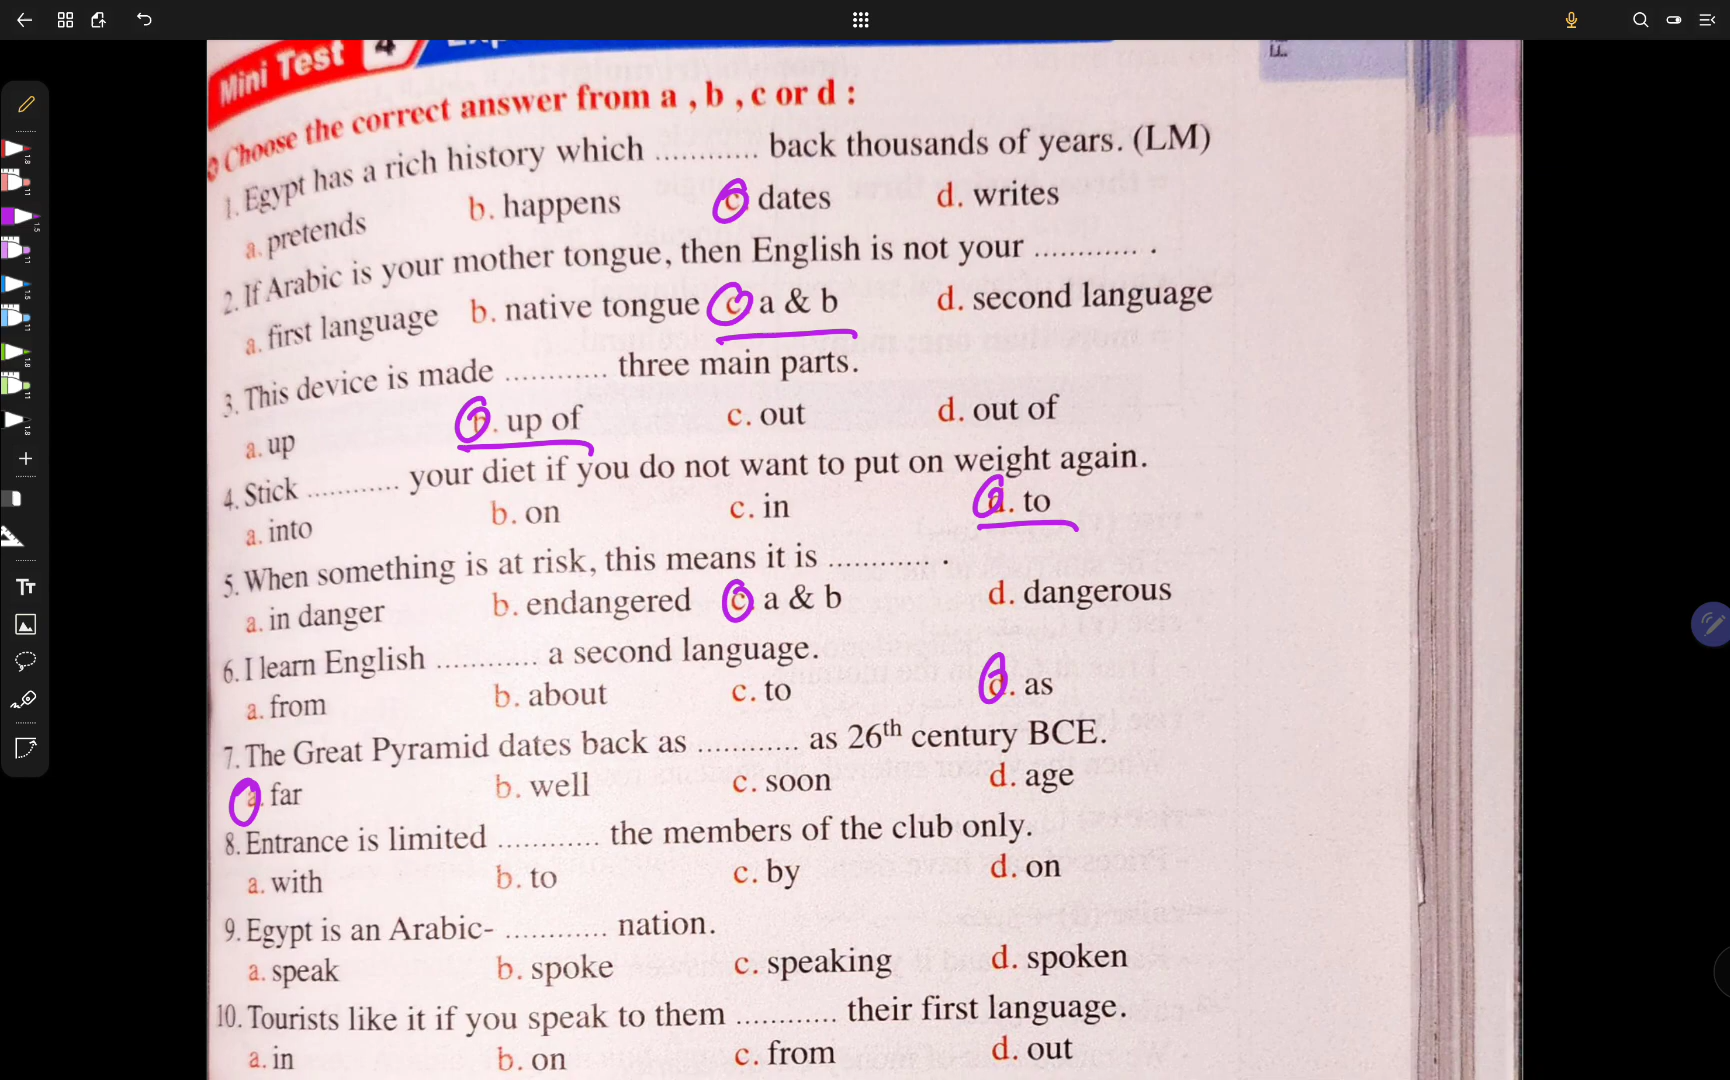 Mini Test 4
Choose the correct answer from a , b , c or d :
1. Egypt has a rich history which ............ back thousands of years. (LM)
a. pretends b. happens c. dates d. writes
2. If Arabic is your mother tongue, then English is not your ............ .
a. first language b. native tongue c. a & b d. second language
3. This device is made ............ three main parts.
a. up b. up of c. out d. out of
4. Stick ............ your diet if you do not want to put on weight again.
a. into b. on c. in d. to
5. When something is at risk, this means it is ............ .
a. in danger b. endangered c. a & b d. dangerous
6. I learn English ............ a second language.
a. from b. about c. to d. as
7. The Great Pyramid dates back as ............ as 26th century BCE.
a. far b. well c. soon d. age
8. Entrance is limited ............ the members of the club only.
a. with b. to c. by d. on
9. Egypt is an Arabic- ............ nation.
a. speak b. spoke c. speaking d. spoken
10. Tourists like it if you speak to them ............ their first language.
a. in b. on c. from d. out